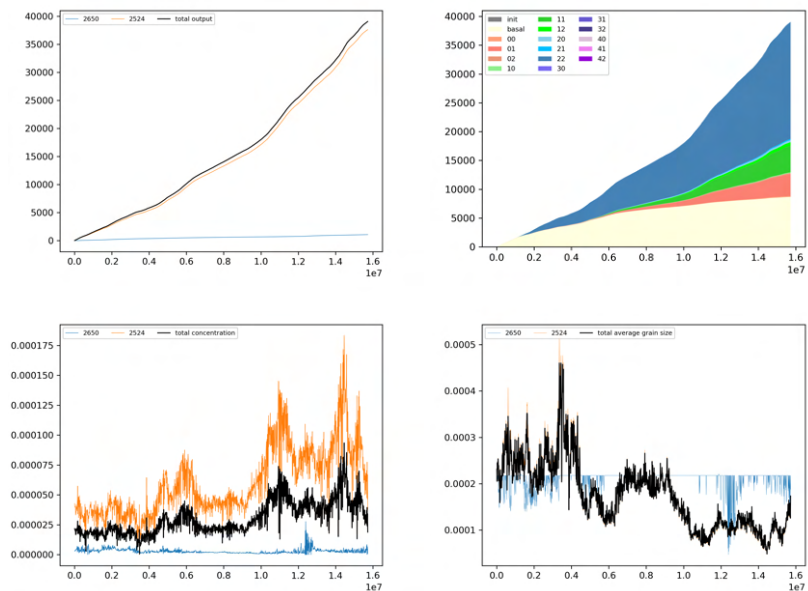 2650 2524 total output
40000
35000
30000
25000
20000
15000
10000
5000
0
0.0 0.2 0.4 0.6 0.8 1.0 1.2 1.4 1.6
1e7
init 11 31
basal 12 32
00 20 40
01 21 41
02 22 42
10 30
40000
35000
30000
25000
20000
15000
10000
5000
0
0.0 0.2 0.4 0.6 0.8 1.0 1.2 1.4 1.6
1e7
2650 2524 total concentration
0.000175
0.000150
0.000125
0.000100
0.000075
0.000050
0.000025
0.000000
0.0 0.2 0.4 0.6 0.8 1.0 1.2 1.4 1.6
1e7
2650 2524 total average grain size
0.0005
0.0004
0.0003
0.0002
0.0001
0.0 0.2 0.4 0.6 0.8 1.0 1.2 1.4 1.6
1e7